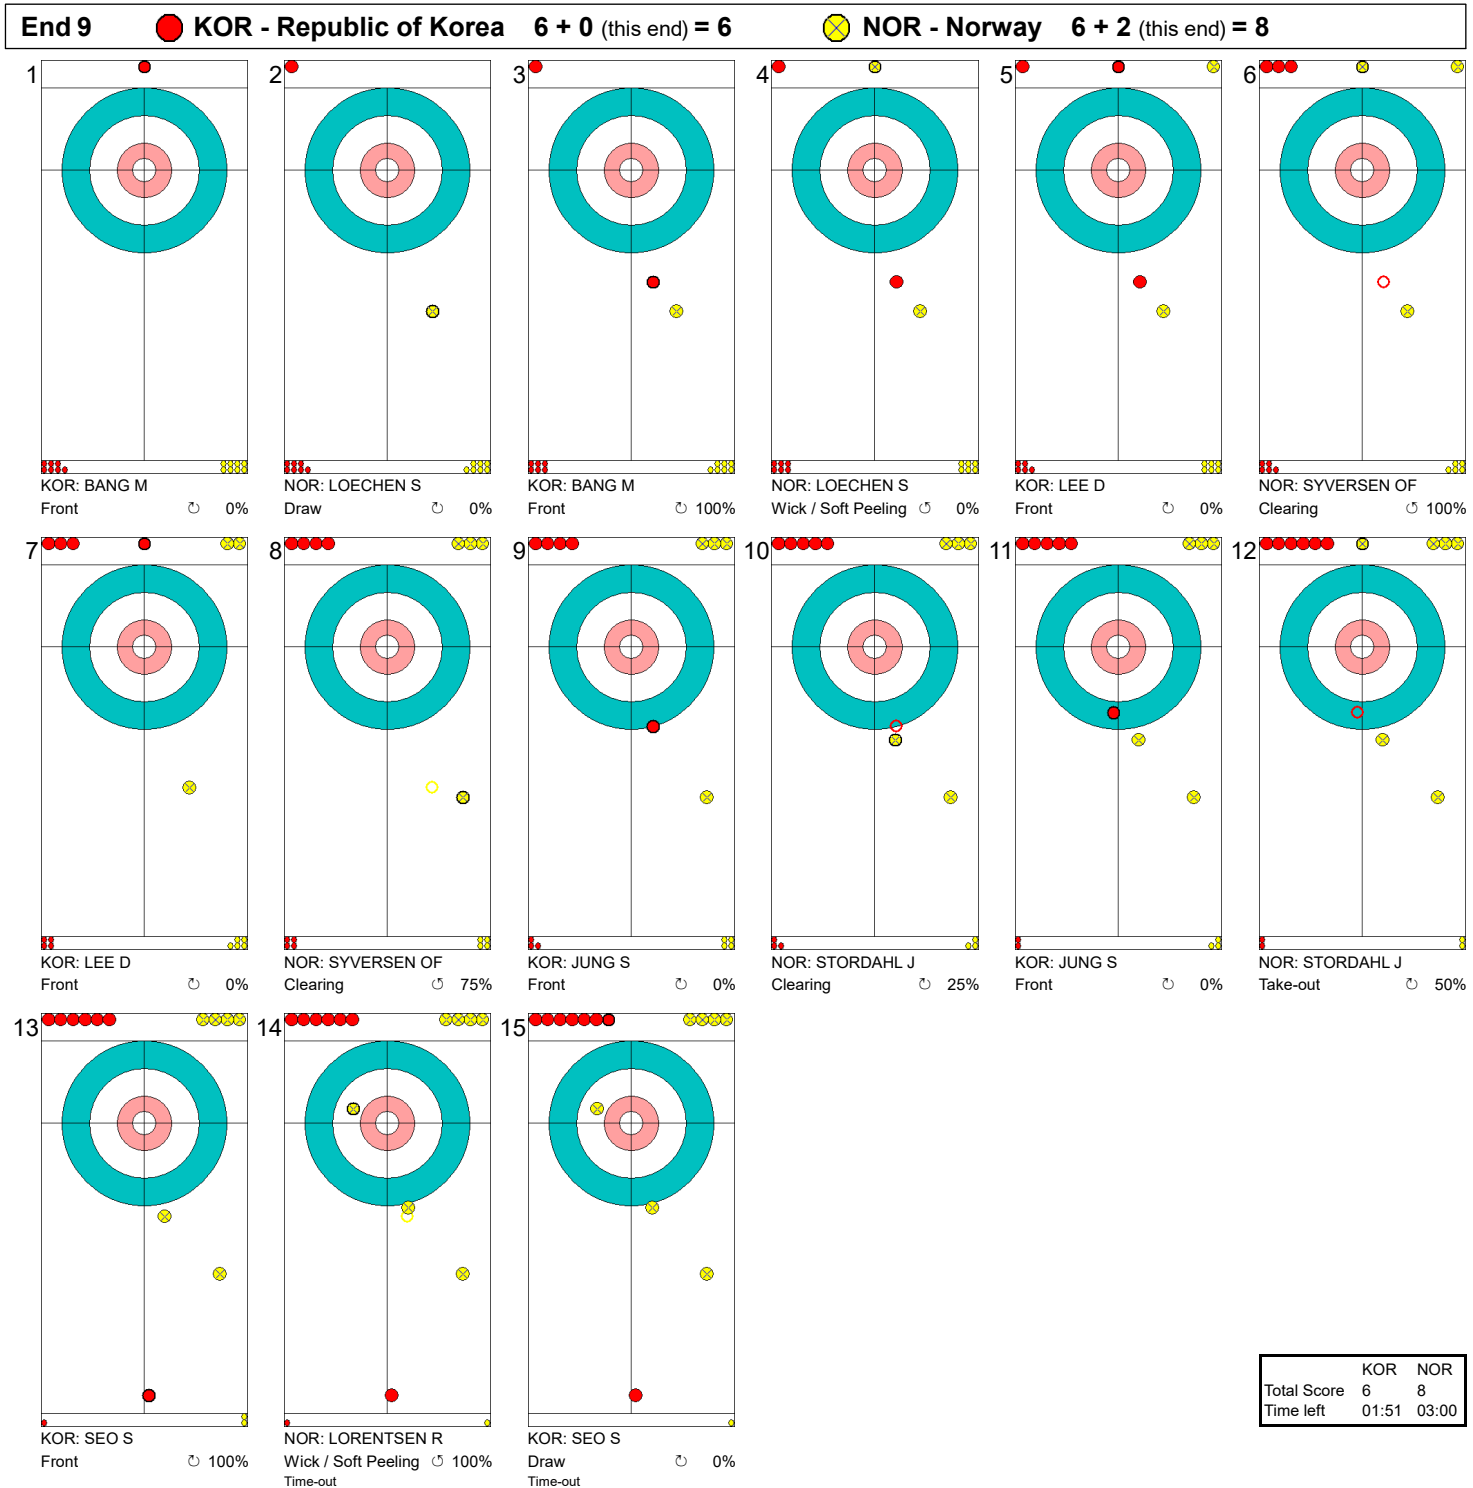 End 9 KOR - Republic of Korea 6 + 0 (this end) = 6 NOR - Norway 6 + 2 (this end) = 8
1 2 3 4 5 6
KOR: BANG M NOR: LOECHEN S KOR: BANG M NOR: LOECHEN S KOR: LEE D NOR: SYVERSEN OF
Front ↻ 0% Draw ↻ 0% Front ↻ 100% Wick / Soft Peeling ↺ 0% Front ↻ 0% Clearing ↺ 100%
7 8 9 10 11 12
KOR: LEE D NOR: SYVERSEN OF KOR: JUNG S NOR: STORDAHL J KOR: JUNG S NOR: STORDAHL J
Front ↻ 0% Clearing ↺ 75% Front ↻ 0% Clearing ↻ 25% Front ↻ 0% Take-out ↻ 50%
13 14 15
KOR: SEO S NOR: LORENTSEN R KOR: SEO S
Front ↻ 100% Wick / Soft Peeling ↺ 100% Draw ↻ 0%
Time-out Time-out
KOR NOR
Total Score 6 8
Time left 01:51 03:00